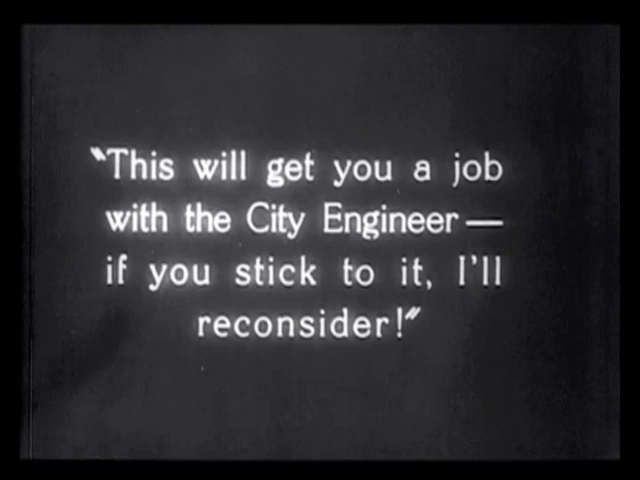 "This will get you a job
with the City Engineer—
if you stick to it, I'll
reconsider!"